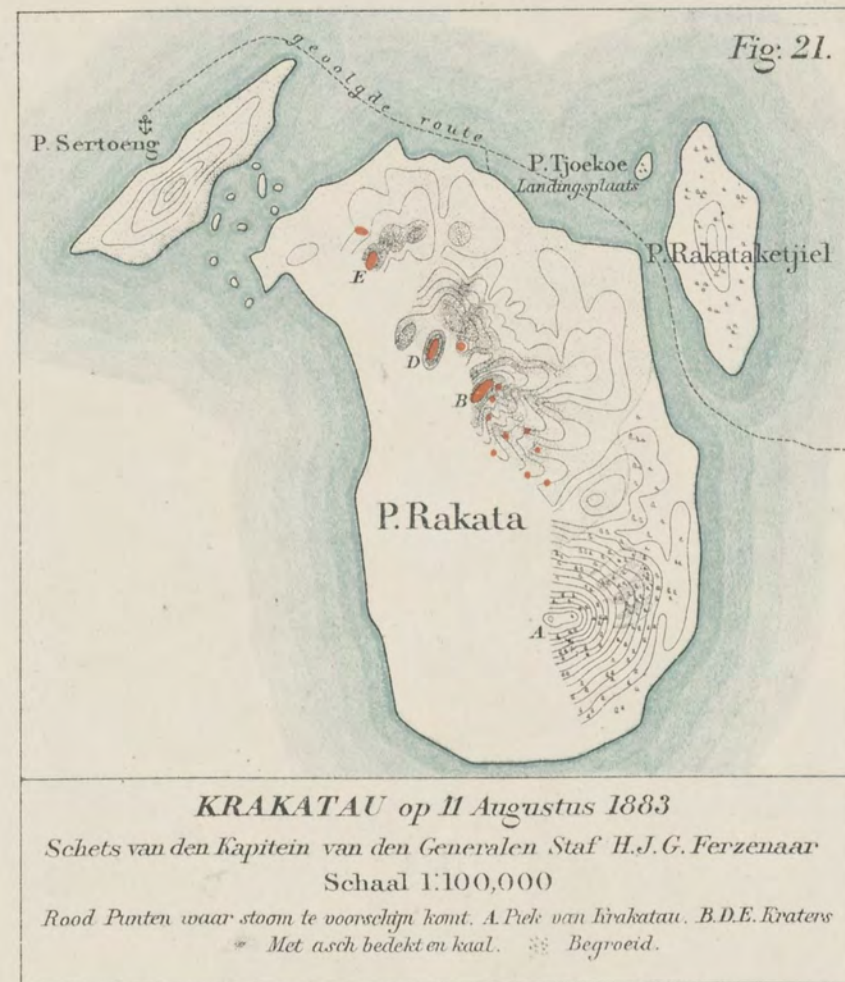 Fig: 21.
gevolgde route
P. Sertoeng
P. Tjoekoe
Landingsplaats
P. Rakataketjiel
E
D
B
P. Rakata
A
KRAKATAU op 11 Augustus 1883
Schets van den Kapitein van den Generalen Staf H.J.G. Ferzenaar
Schaal 1:100,000
Rood Punten waar stoom te voorschijn komt. A. Piek van Krakatau. B.D.E. Kraters
Met asch bedekt en kaal. Begroeid.